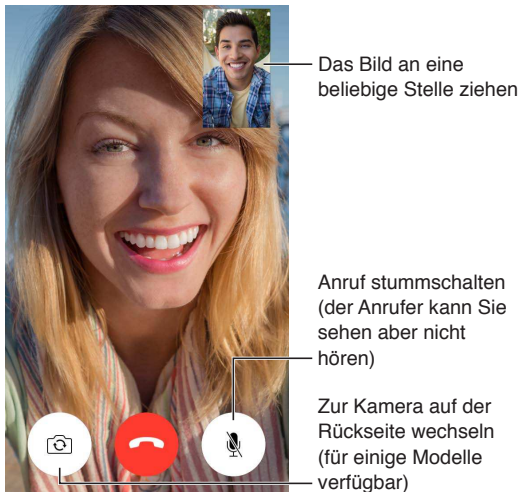 Das Bild an eine
beliebige Stelle ziehen
Anruf stummschalten
(der Anrufer kann Sie
sehen aber nicht
hören)
Zur Kamera auf der
Rückseite wechseln
(für einige Modelle
verfügbar)